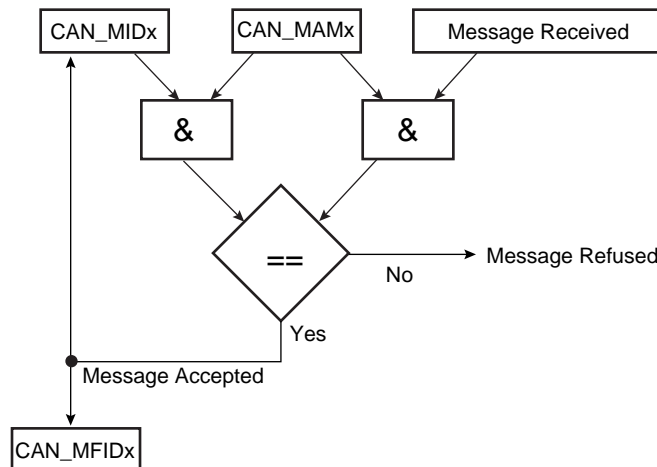 CAN_MIDx
CAN_MAMx
Message Received
&
&
==
No
Message Refused
Yes
Message Accepted
CAN_MFIDx